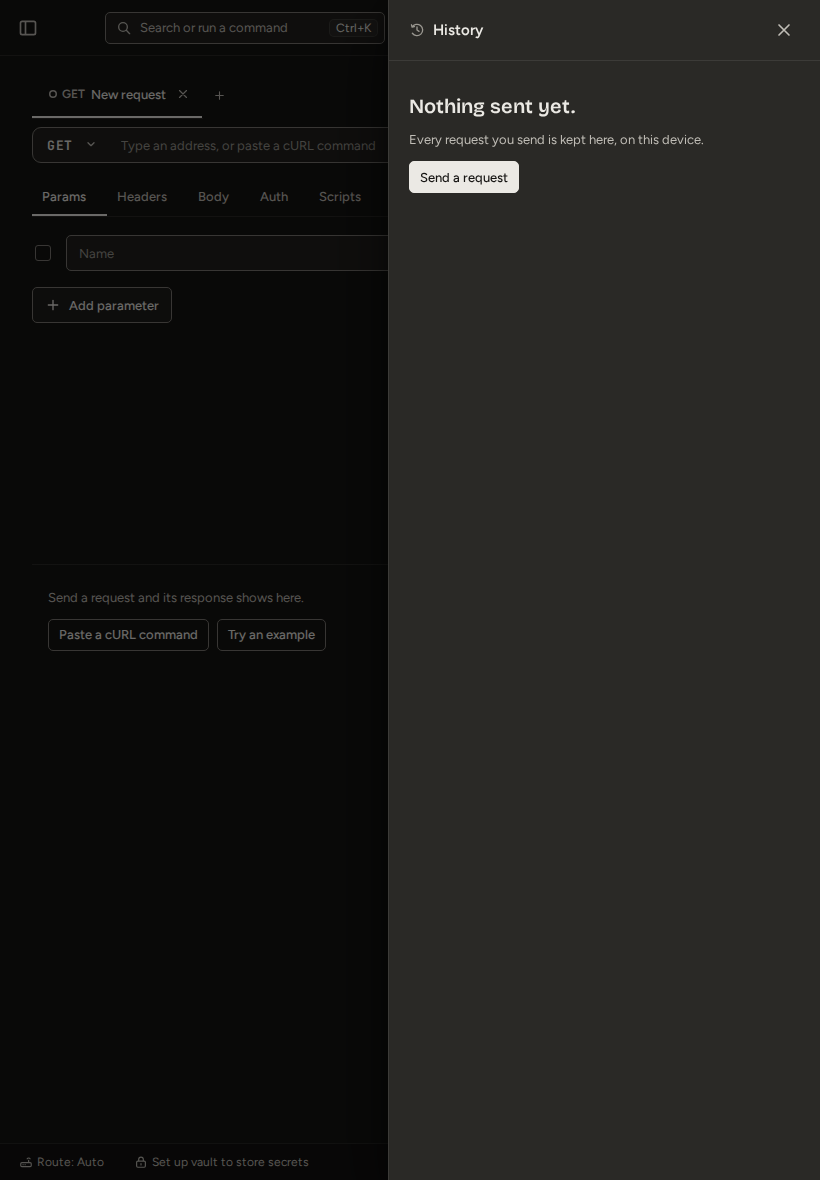 Search or run a command Ctrl+K
GET New request
GET Type an address, or paste a cURL command
Params Headers Body Auth Scripts
Name
Add parameter
Send a request and its response shows here.
Paste a cURL command Try an example
Route: Auto Set up vault to store secrets
History
Nothing sent yet.
Every request you send is kept here, on this device.
Send a request